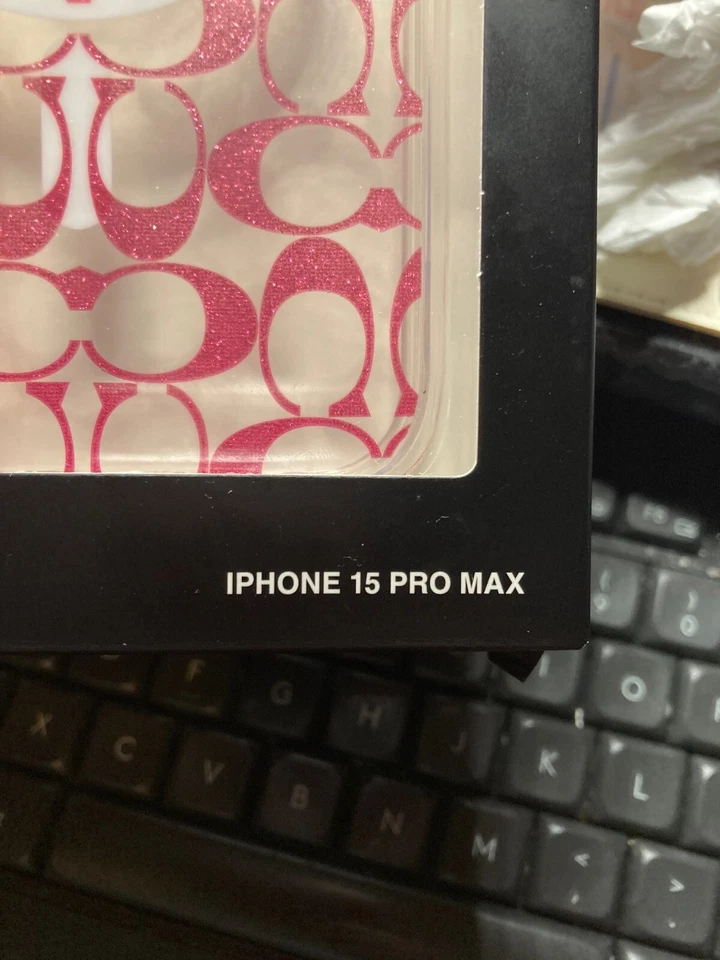 IPHONE 15 PRO MAX
F G H J
O
X C V B N M K L
< >
, .